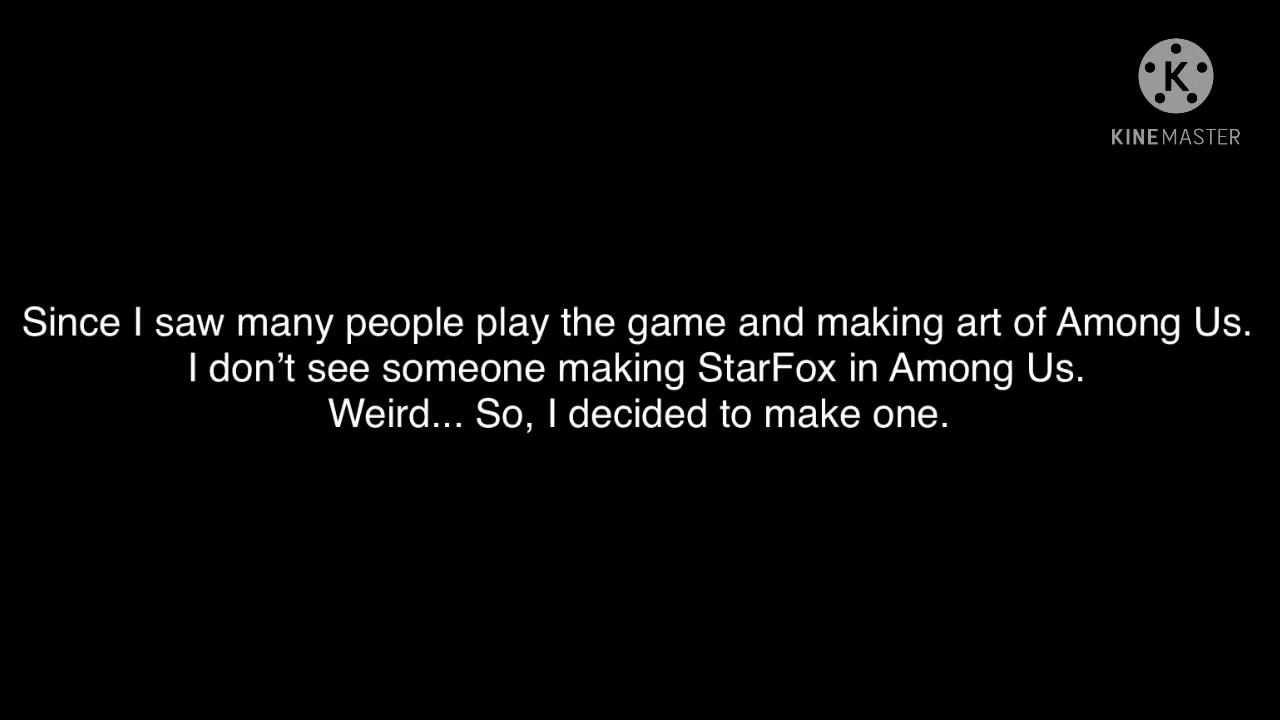 K
KINEMASTER
Since I saw many people play the game and making art of Among Us.
I don’t see someone making StarFox in Among Us.
Weird... So, I decided to make one.